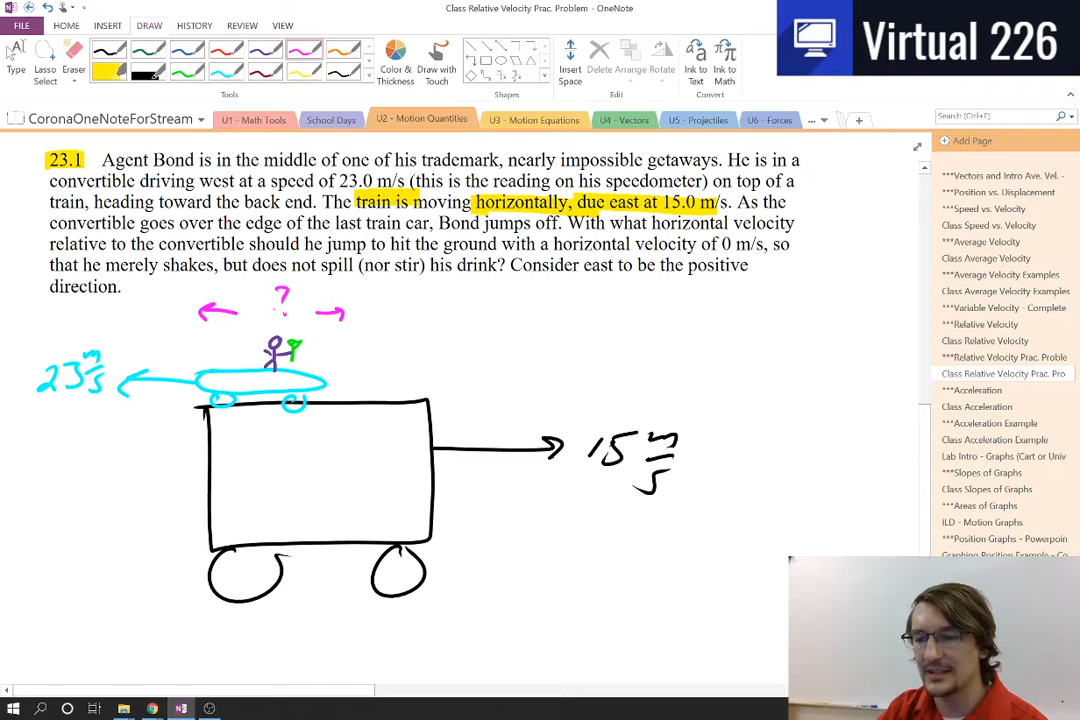 Class Relative Velocity Prac. Problem - OneNote
FILE HOME INSERT DRAW HISTORY REVIEW VIEW
Virtual 226
Type
Lasso Select
Eraser
Color & Thickness
Draw with Touch
Insert Space
Delete Arrange Rotate
Ink to Text
Ink to Math
Tools
Shapes
Edit
Convert
CoronaOneNoteForStream
U1 - Math Tools
School Days
U2 - Motion Quantities
U3 - Motion Equations
U4 - Vectors
U5 - Projectiles
U6 - Forces
...
Search (Ctrl+E)
Add Page
23.1 Agent Bond is in the middle of one of his trademark, nearly impossible getaways. He is in a
convertible driving west at a speed of 23.0 m/s (this is the reading on his speedometer) on top of a
train, heading toward the back end. The train is moving horizontally, due east at 15.0 m/s. As the
convertible goes over the edge of the last train car, Bond jumps off. With what horizontal velocity
relative to the convertible should he jump to hit the ground with a horizontal velocity of 0 m/s, so
that he merely shakes, but does not spill (nor stir) his drink? Consider east to be the positive
direction.
?
23 m/s
15 m/s
***Vectors and Intro Ave. Vel. -
***Position vs. Displacement
***Speed vs. Velocity
Class Speed vs. Velocity
***Average Velocity
Class Average Velocity
***Average Velocity Examples
Class Average Velocity Examples
***Variable Velocity - Complete
***Relative Velocity
Class Relative Velocity
***Relative Velocity Prac. Proble
Class Relative Velocity Prac. Pro
***Acceleration
Class Acceleration
***Acceleration Example
Class Acceleration Example
Lab Intro - Graphs (Cart or Univ
***Slopes of Graphs
Class Slopes of Graphs
***Areas of Graphs
ILD - Motion Graphs
***Position Graphs - Powerpoin
Graphing Position Example - Co